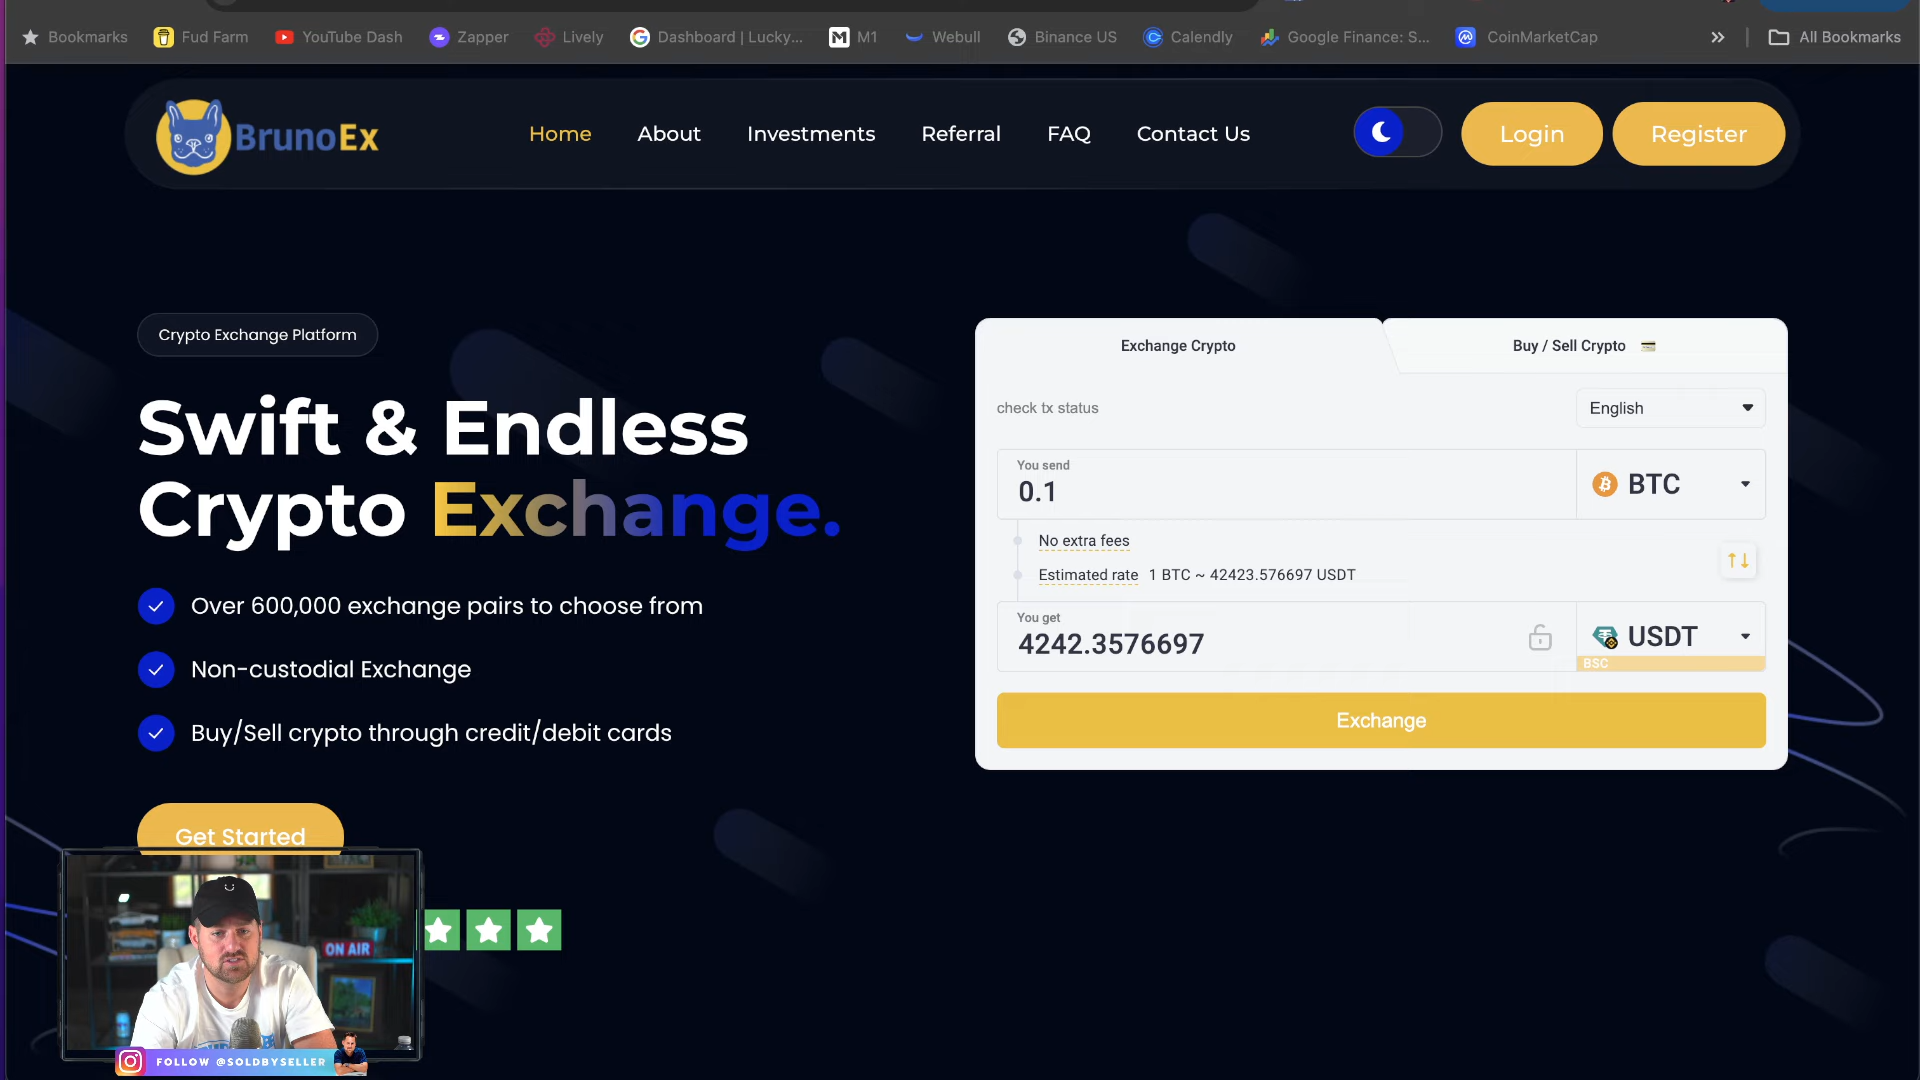 Bookmarks Fud Farm YouTube Dash Zapper Lively Dashboard | Lucky... M1 Webull Binance US Calendly Google Finance: S... CoinMarketCap » All Bookmarks
BrunoEx Home About Investments Referral FAQ Contact Us Login Register
Crypto Exchange Platform
Swift & Endless
Crypto Exchange.
Over 600,000 exchange pairs to choose from
Non-custodial Exchange
Buy/Sell crypto through credit/debit cards
Get Started
Exchange Crypto Buy / Sell Crypto
check tx status English
You send
0.1 BTC
No extra fees
Estimated rate 1 BTC ~ 42423.576697 USDT
You get
4242.3576697 USDT
BSC
Exchange
ON AIR
FOLLOW @SOLDBYSELLER